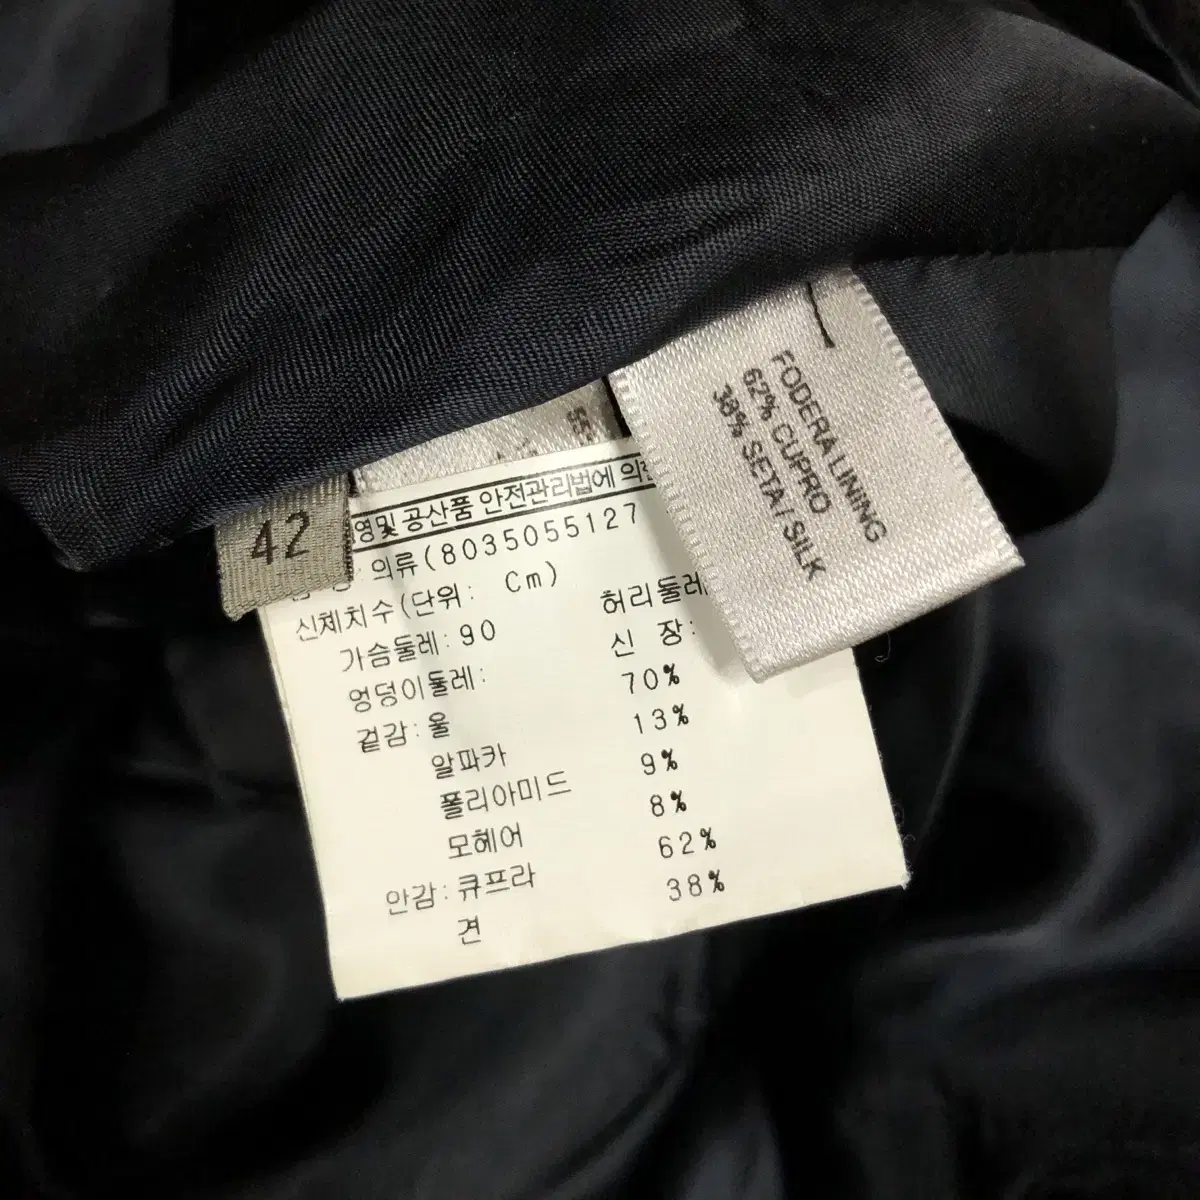 42
영및 공산품 안전관리법에 의한
의류(8035055127
신체치수(단위: Cm)
가슴둘레:90 허리둘레
엉덩이둘레: 신 장:
겉감:울 70%
알파카 13%
폴리아미드 9%
모헤어 8%
안감:큐프라 62%
견 38%
FODERA LINING
62% CUPRO
38% SETA / SILK